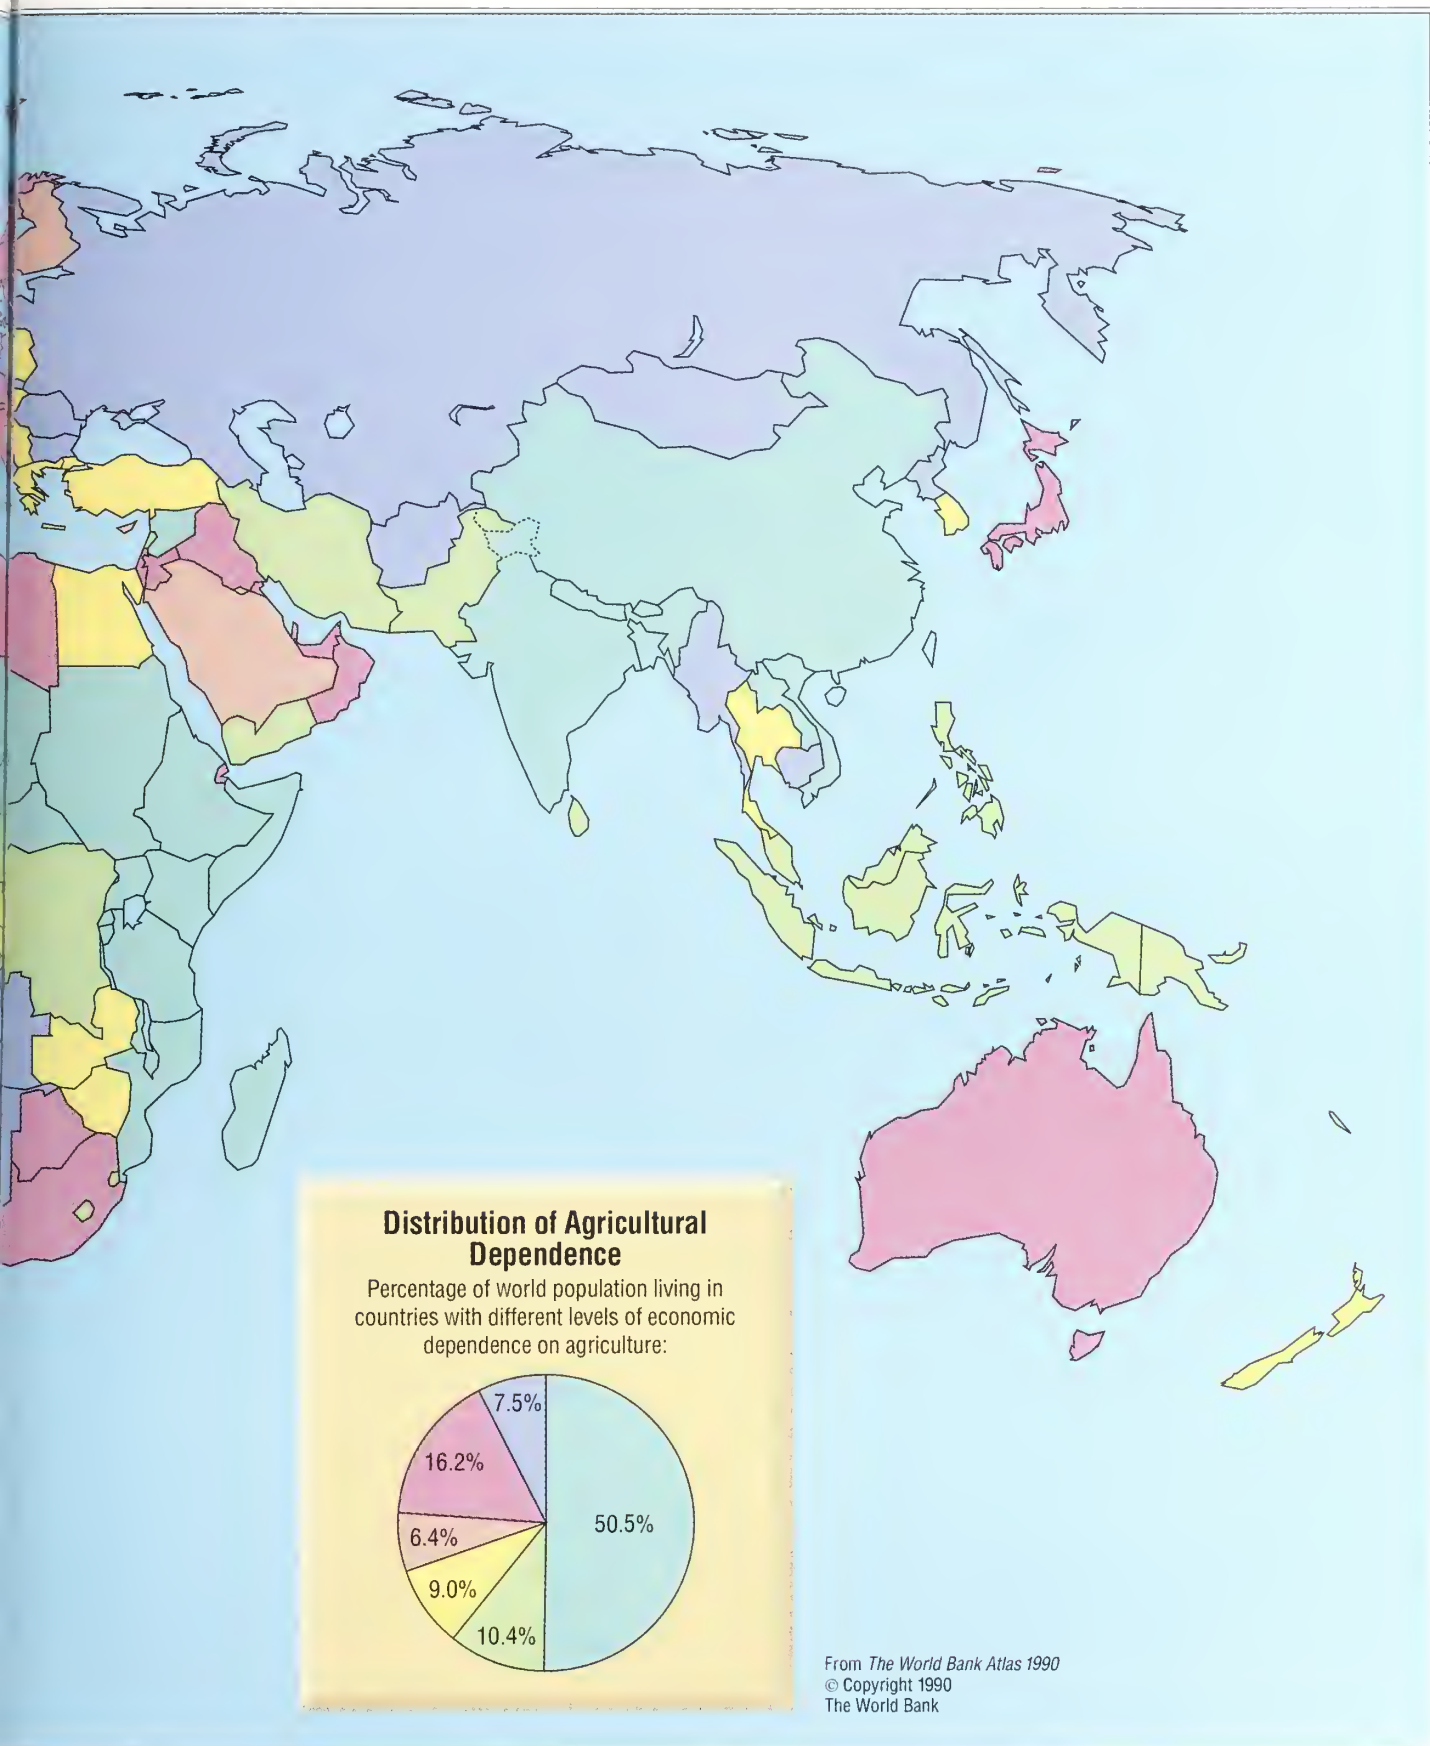 Distribution of Agricultural
Dependence
Percentage of world population living in
countries with different levels of economic
dependence on agriculture:
7.5%
16.2%
50.5%
6.4%
9.0%
10.4%
From The World Bank Atlas 1990
© Copyright 1990
The World Bank